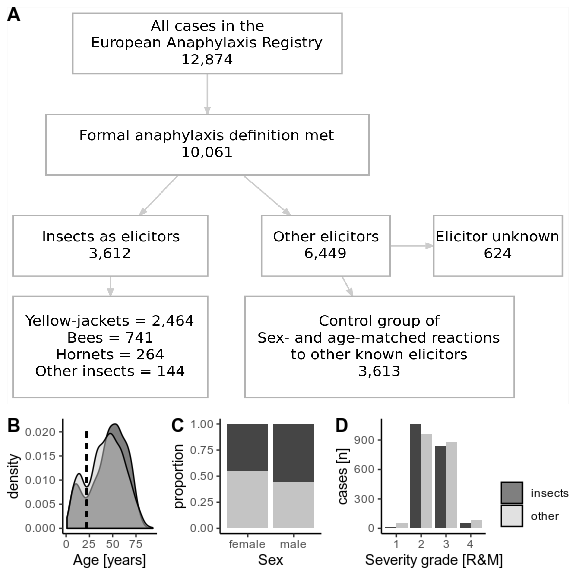 A
All cases in the
European Anaphylaxis Registry
12,874
Formal anaphylaxis definition met
10,061
Insects as elicitors
3,612
Other elicitors
6,449
Elicitor unknown
624
Yellow-jackets = 2,464
Bees = 741
Hornets = 264
Other insects = 144
Control group of
Sex- and age-matched reactions
to other known elicitors
3,613
B
density
0.020
0.015
0.010
0.005
0.000
0 25 50 75
Age [years]
C
proportion
1.00
0.75
0.50
0.25
0.00
female male
Sex
D
cases [n]
900
600
300
0
1 2 3 4
Severity grade [R&M]
insects
other